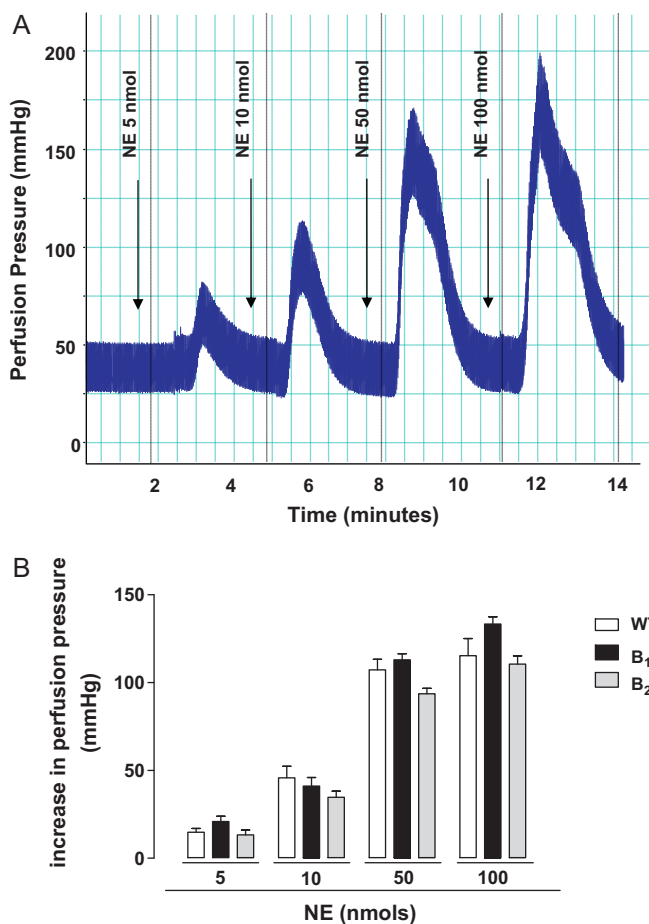 A
Perfusion Pressure (mmHg)
200
150
100
50
0
NE 5 nmol
NE 10 nmol
NE 50 nmol
NE 100 nmol
2 4 6 8 10 12 14
Time (minutes)
B
increase in perfusion pressure
(mmHg)
150
100
50
0
5 10 50 100
NE (nmols)
B₁
B₂